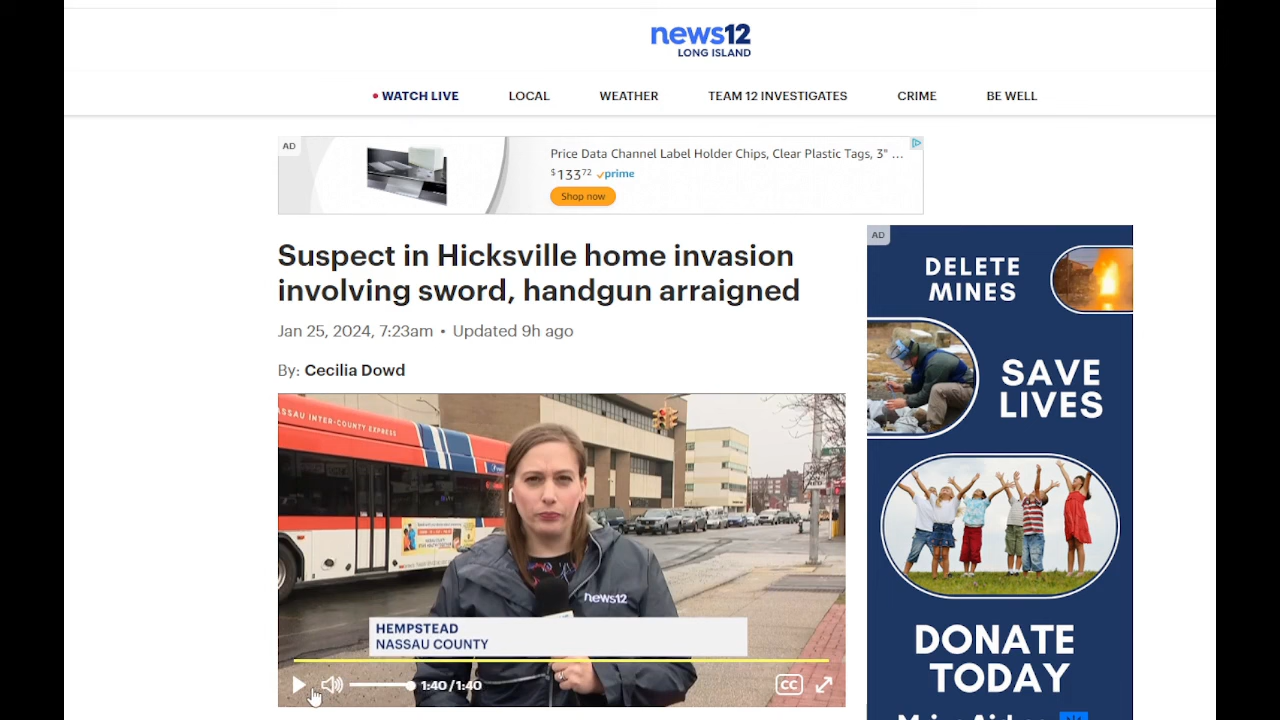 news12
LONG ISLAND
WATCH LIVE
LOCAL
WEATHER
TEAM 12 INVESTIGATES
CRIME
BE WELL
AD
Price Data Channel Label Holder Chips, Clear Plastic Tags, 3" ...
$133.72 prime
Shop now
Suspect in Hicksville home invasion
involving sword, handgun arraigned
Jan 25, 2024, 7:23am • Updated 9h ago
By: Cecilia Dowd
NASSAU INTER-COUNTY EXPRESS
news12
HEMPSTEAD
NASSAU COUNTY
1:40/1:40
CC
AD
DELETE
MINES
SAVE
LIVES
DONATE
TODAY